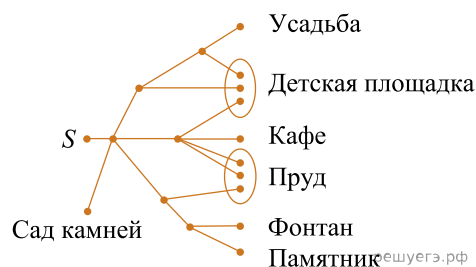 Усадьба
Детская площадка
S
Кафе
Пруд
Сад камней
Фонтан
Памятник
решуегэ.рф